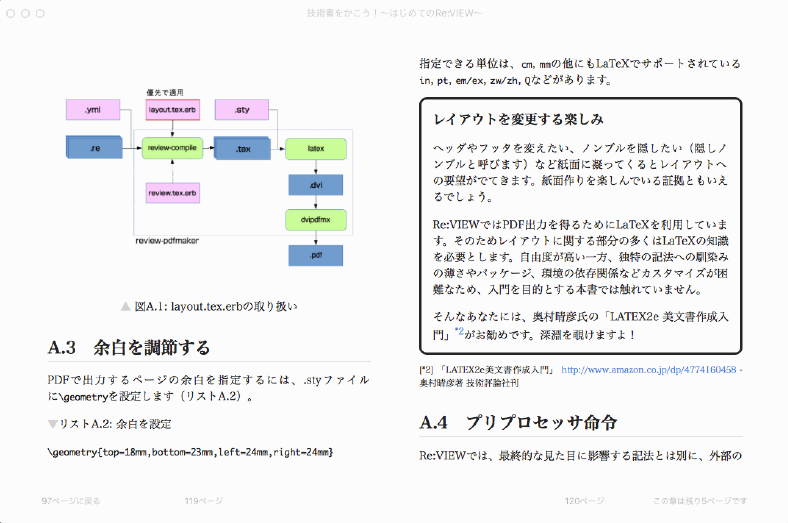 技術書をかこう！〜はじめてのRe:VIEW〜
優先で適用
.yml
layout.tex.erb
.sty
.re
review-compile
.tex
latex
.dvi
review.tex.erb
dvipdfmx
review-pdfmaker
.pdf
▲ 図A.1: layout.tex.erbの取り扱い
A.3 余白を調節する
PDFで出力するページの余白を指定するには、.styファイル
に\geometryを設定します（リストA.2）。
▼リストA.2: 余白を設定
\geometry{top=18mm,bottom=23mm,left=24mm,right=24mm}
指定できる単位は、cm, mmの他にもLaTeXでサポートされている
in, pt, em/ex, zw/zh, Qなどがあります。
レイアウトを変更する楽しみ
ヘッダやフッタを変えたい、ノンブルを隠したい（隠しノ
ンブルと呼びます）など紙面に凝ってくるとレイアウトへ
の要望がでてきます。紙面作りを楽しんでいる証拠ともいえ
るでしょう。
Re:VIEWではPDF出力を得るためにLaTeXを利用していま
す。そのためレイアウトに関する部分の多くはLaTeXの知識
を必要とします。自由度が高い一方、独特の記法への馴染み
の薄さやパッケージ、環境の依存関係などカスタマイズが困
難なため、入門を目的とする本書では触れていません。
そんなあなたには、奥村晴彦氏の「LATEX2e 美文書作成入
門」*2がお勧めです。深淵を覗けますよ！
[*2] 「LATEX2e美文書作成入門」 http://www.amazon.co.jp/dp/4774160458 -
奥村晴彦著 技術評論社刊
A.4 プリプロセッサ命令
Re:VIEWでは、最終的な見た目に影響する記法とは別に、外部の
97ページに戻る
119ページ
120ページ
この章は残り5ページです